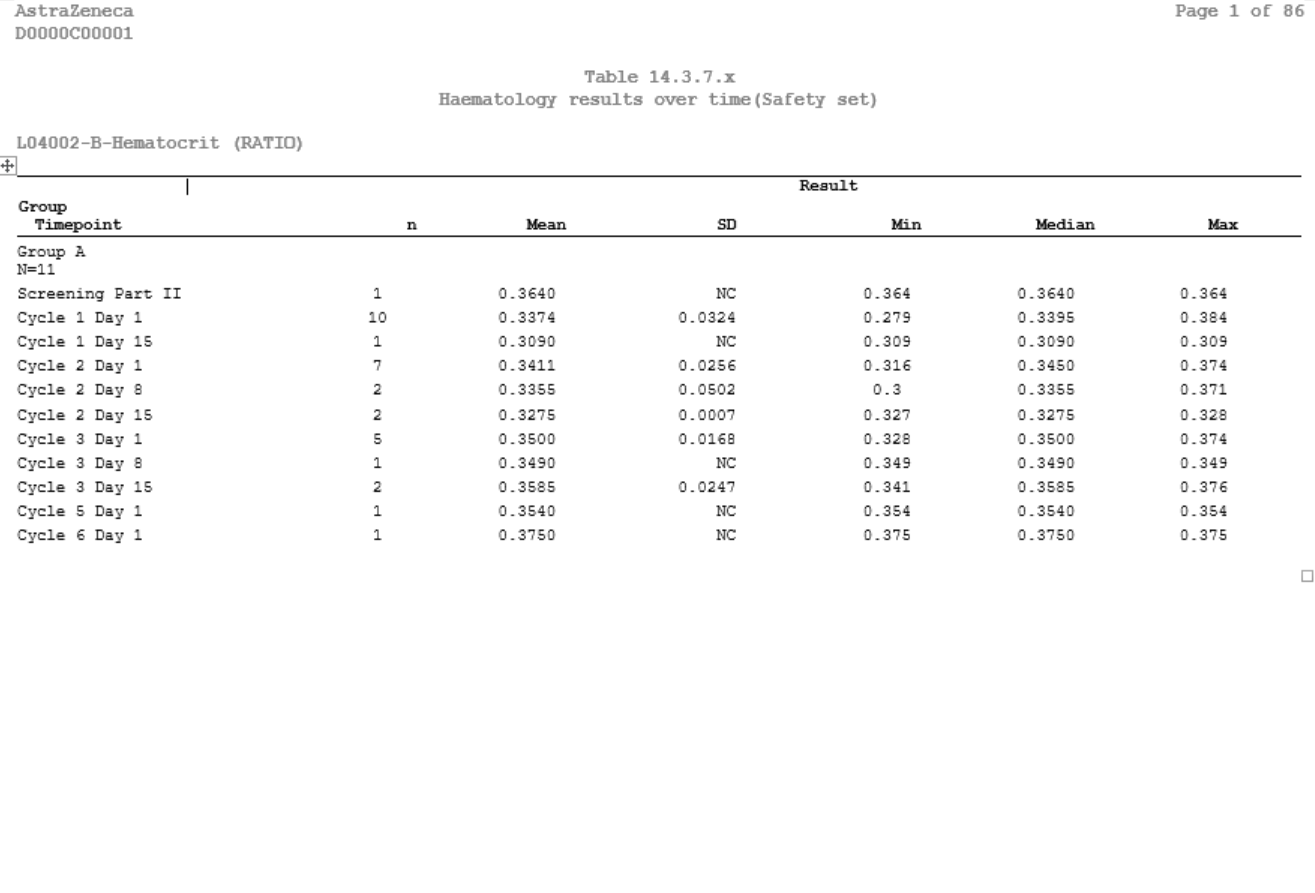 AstraZeneca Page 1 of 86
D0000C00001
Table 14.3.7.x
Haematology results over time(Safety set)
L04002-B-Hematocrit (RATIO)
Result
Group
Timepoint n Mean SD Min Median Max
Group A
N=11
Screening Part II 1 0.3640 NC 0.364 0.3640 0.364
Cycle 1 Day 1 10 0.3374 0.0324 0.279 0.3395 0.384
Cycle 1 Day 15 1 0.3090 NC 0.309 0.3090 0.309
Cycle 2 Day 1 7 0.3411 0.0256 0.316 0.3450 0.374
Cycle 2 Day 8 2 0.3355 0.0502 0.3 0.3355 0.371
Cycle 2 Day 15 2 0.3275 0.0007 0.327 0.3275 0.328
Cycle 3 Day 1 5 0.3500 0.0168 0.328 0.3500 0.374
Cycle 3 Day 8 1 0.3490 NC 0.349 0.3490 0.349
Cycle 3 Day 15 2 0.3585 0.0247 0.341 0.3585 0.376
Cycle 5 Day 1 1 0.3540 NC 0.354 0.3540 0.354
Cycle 6 Day 1 1 0.3750 NC 0.375 0.3750 0.375